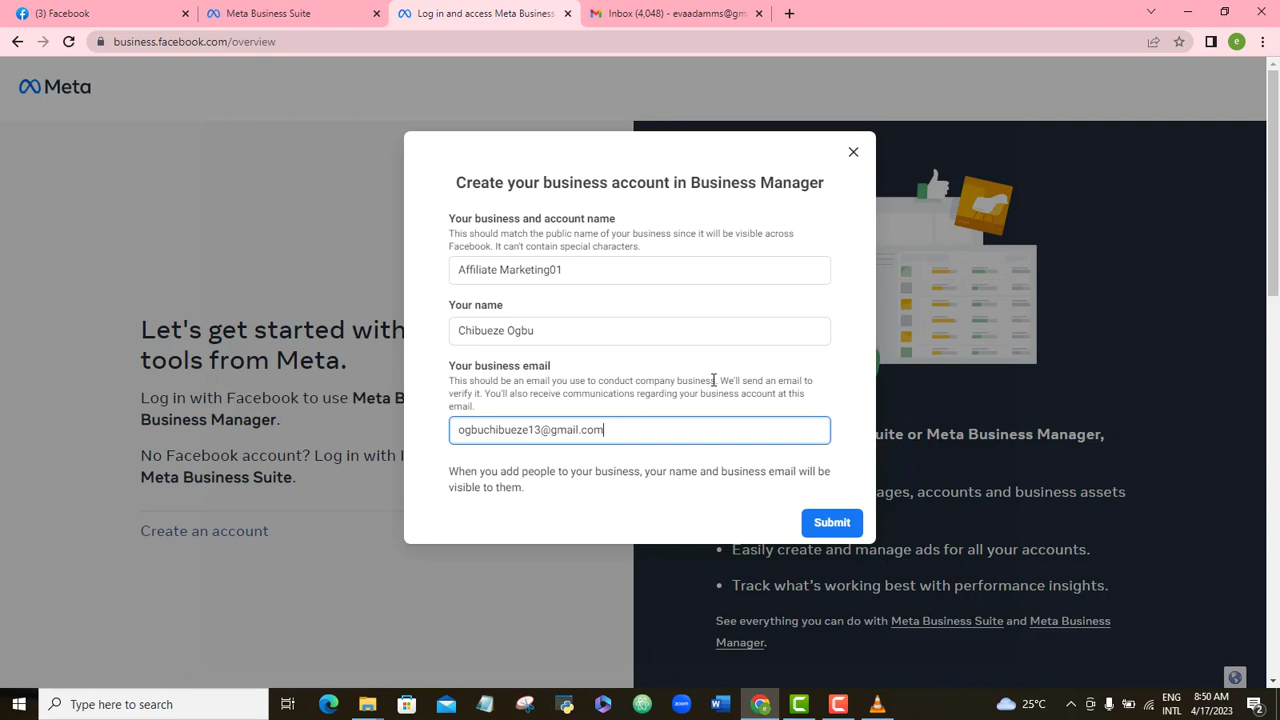 Meta Business Suite
Log in and access Meta Business
Inbox (4,048) - evaadamms@gm
business.facebook.com/overview
e
Meta
Create your business account in Business Manager
Your business and account name
This should match the public name of your business since it will be visible across
Facebook. It can't contain special characters.
Affiliate Marketing01
Your name
Chibueze Ogbu
Your business email
This should be an email you use to conduct company business. We'll send an email to
verify it. You'll also receive communications regarding your business account at this
email.
ogbuchibueze13@gmail.com
When you add people to your business, your name and business email will be
visible to them.
Submit
Let's get started with
tools from Meta.
Log in with Facebook to use Meta B
Business Manager.
No Facebook account? Log in with I
Meta Business Suite.
Create an account
uite or Meta Business Manager,
ages, accounts and business assets
• Easily create and manage ads for all your accounts.
• Track what's working best with performance insights.
See everything you can do with Meta Business Suite and Meta Business
Manager.
Type here to search
zoom
25°C
ENG
INTL
8:50 AM
4/17/2023
2